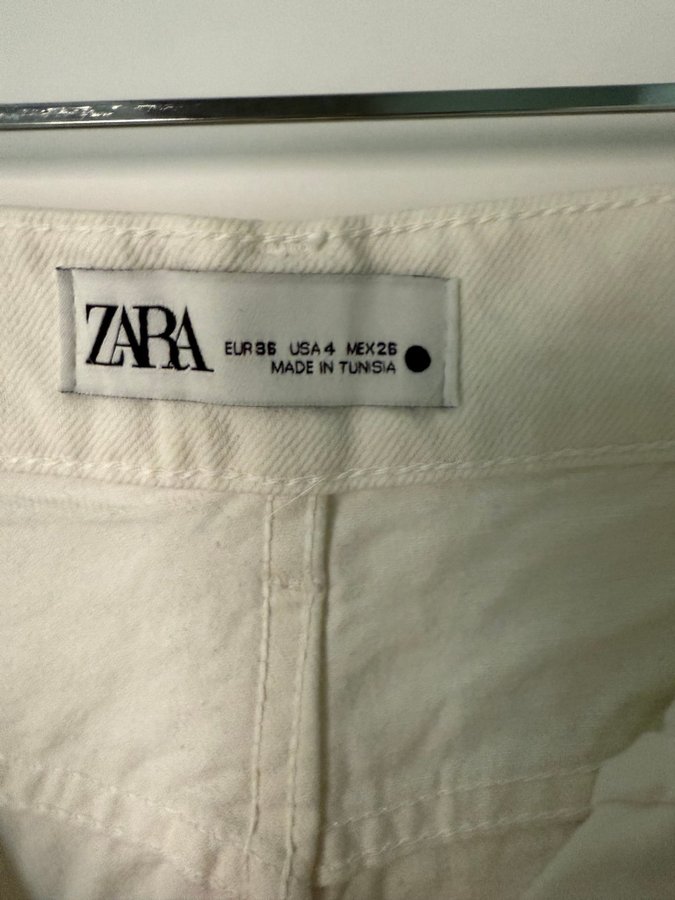 ZARA
EUR 36 USA 4 MEX 26
MADE IN TUNISIA